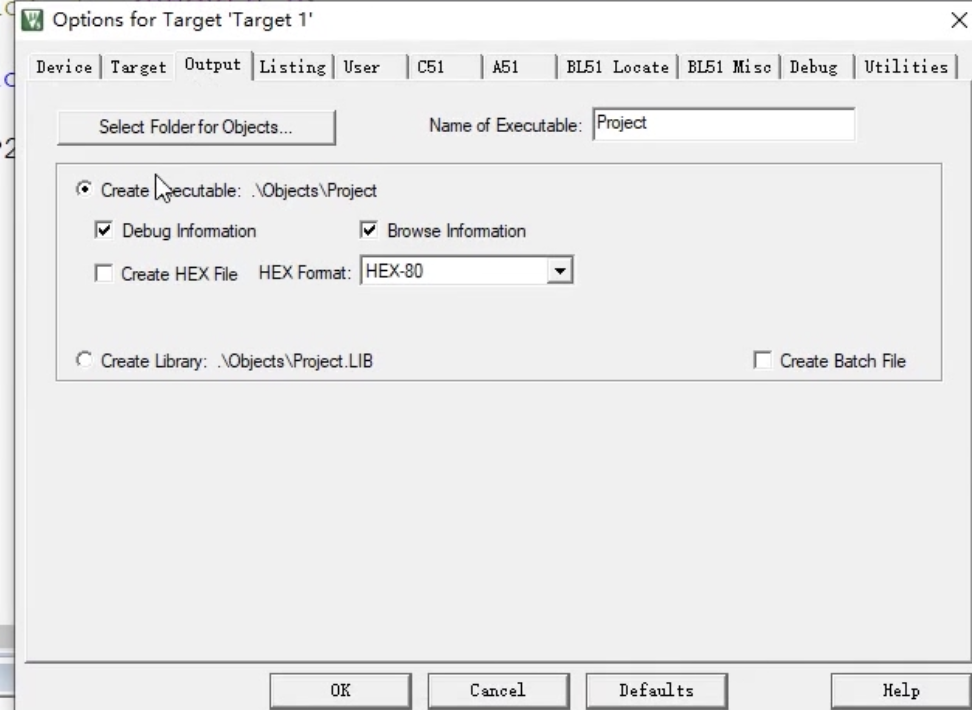 Options for Target 'Target 1'
Device Target Output Listing User C51 A51 BL51 Locate BL51 Misc Debug Utilities
Select Folder for Objects... Name of Executable: Project
Create Executable: .\Objects\Project
Debug Information Browse Information
Create HEX File HEX Format: HEX-80
Create Library: .\Objects\Project.LIB Create Batch File
OK Cancel Defaults Help